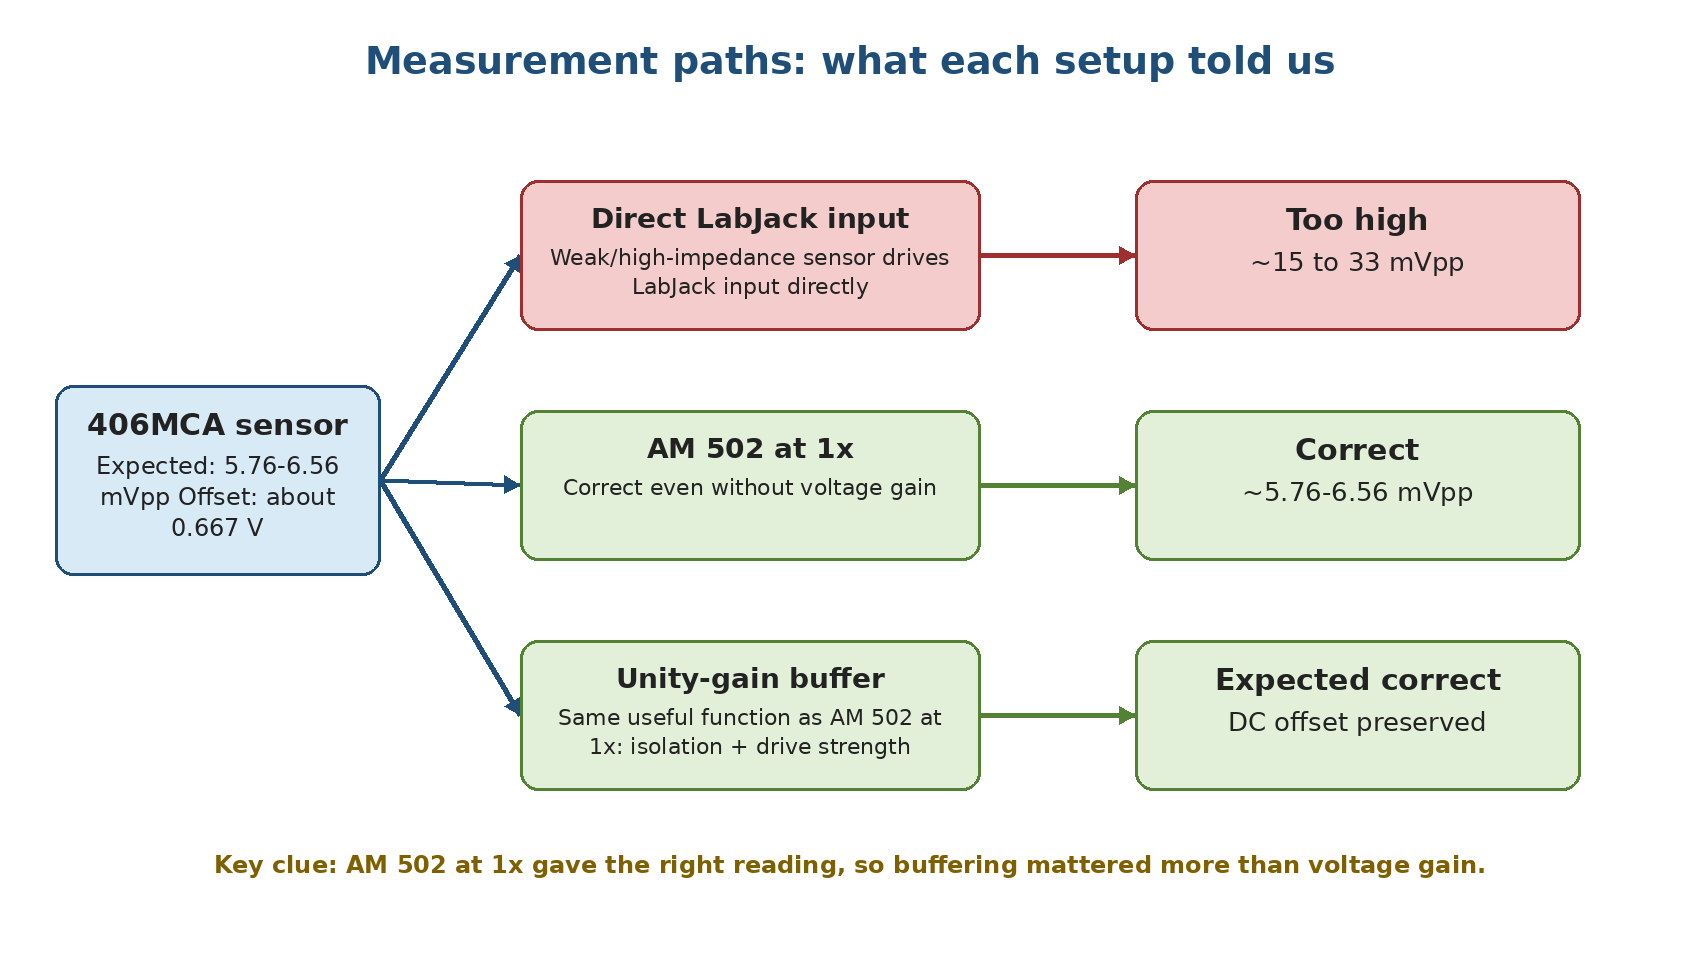 Measurement paths: what each setup told us
Direct LabJack input
Weak/high-impedance sensor drives
LabJack input directly
Too high
~15 to 33 mVpp
406MCA sensor
Expected: 5.76-6.56
mVpp Offset: about
0.667 V
AM 502 at 1x
Correct even without voltage gain
Correct
~5.76-6.56 mVpp
Unity-gain buffer
Same useful function as AM 502 at
1x: isolation + drive strength
Expected correct
DC offset preserved
Key clue: AM 502 at 1x gave the right reading, so buffering mattered more than voltage gain.